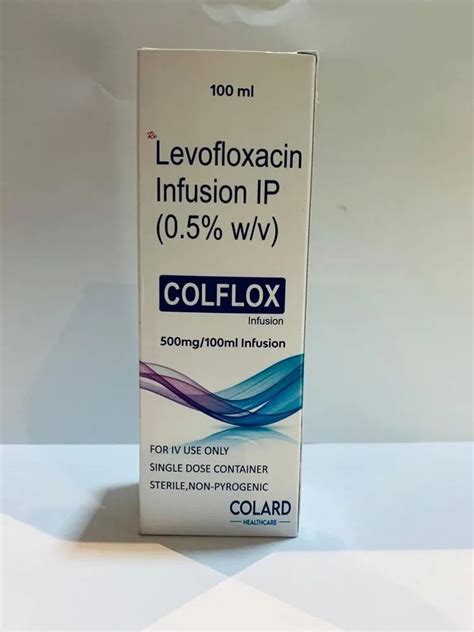 100 ml
Rx
Levofloxacin
Infusion IP
(0.5% w/v)
COLFLOX
Infusion
500mg/100ml Infusion
FOR IV USE ONLY
SINGLE DOSE CONTAINER
STERILE,NON-PYROGENIC
COLARD
HEALTHCARE